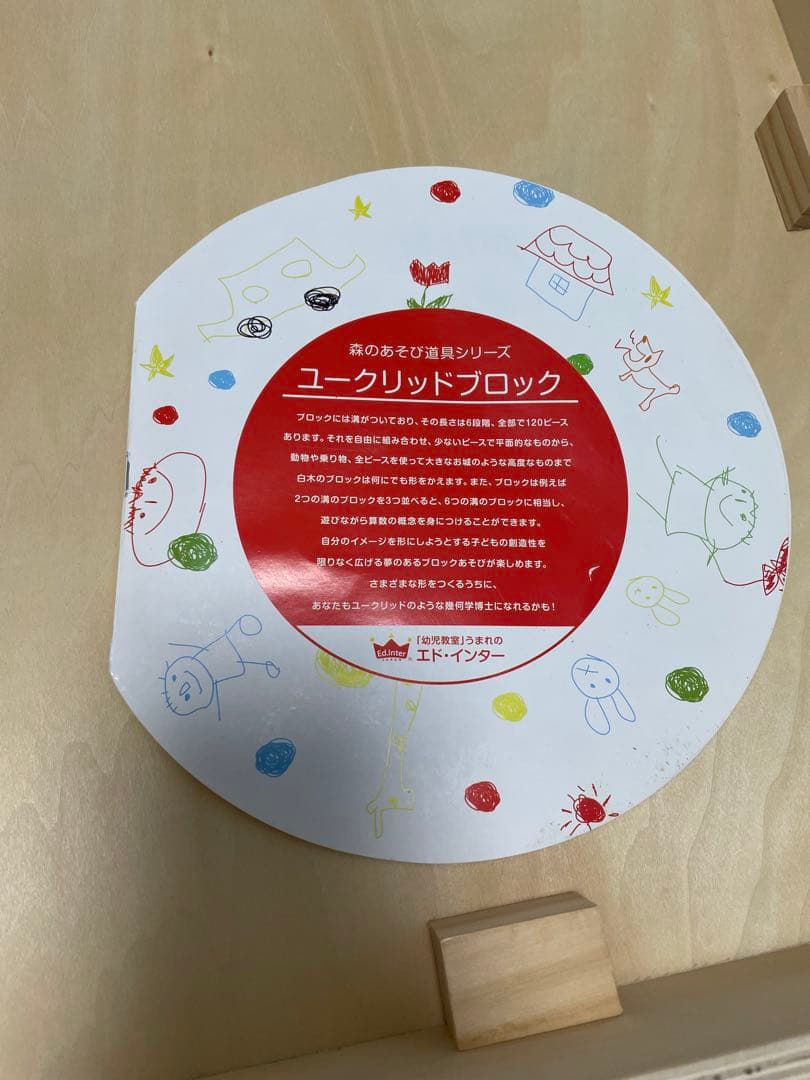 森のあそび道具シリーズ
ユークリッドブロック
ブロックには溝がついており、その長さは6段階、全部で120ピース
あります。それを自由に組み合わせ、少ないピースで平面的なものから、
動物や乗り物、全ピースを使って大きなお城のような高度なものまで
白木のブロックは何にでも形をかえます。また、ブロックは例えば
2つの溝のブロックを3つ並べると、6つの溝のブロックに相当し、
遊びながら算数の概念を身につけることができます。
自分のイメージを形にしようとする子どもの創造性を
限りなく広げる夢のあるブロックあそびが楽しめます。
さまざまな形をつくるうちに、
あなたもユークリッドのような幾何学博士になれるかも!
Ed.Inter
「幼児教室」うまれの
エド・インター